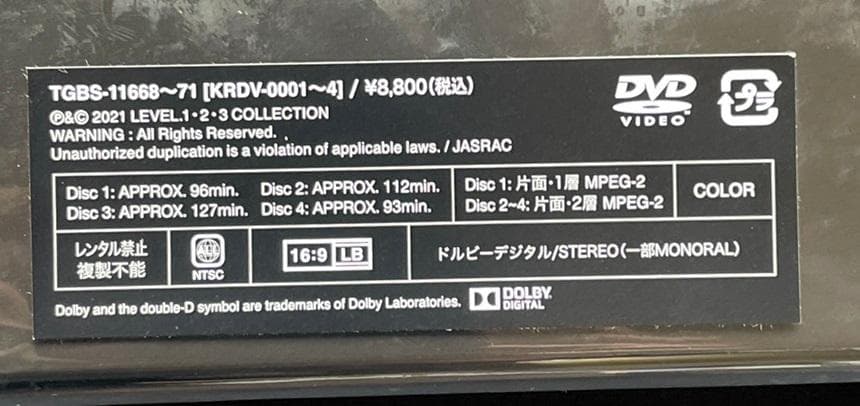 TGBS-11668～71 [KRDV-0001～4] / ¥8,800(税込)
DVD
VIDEO™
プラ
Ⓟ&© 2021 LEVEL.1・2・3 COLLECTION
WARNING : All Rights Reserved. .
Unauthorized duplication is a violation of applicable laws. / JASRAC
Disc 1: APPROX. 96min. Disc 2: APPROX. 112min.
Disc 3: APPROX. 127min. Disc 4: APPROX. 93min.
Disc 1: 片面・1層 MPEG-2
Disc 2~4: 片面・2層 MPEG-2
COLOR
レンタル禁止
複製不能
ALL
NTSC
16:9 LB
ドルビーデジタル/STEREO(一部MONORAL)
Dolby and the double-D symbol are trademarks of Dolby Laboratories.
DOLBY
DIGITAL